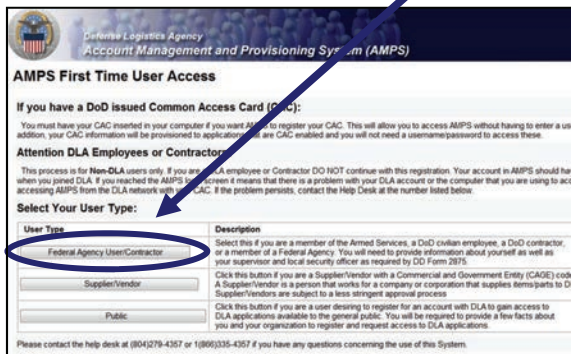 Defense Logistics Agency
Account Management and Provisioning System (AMPS)
AMPS First Time User Access
If you have a DoD issued Common Access Card (CAC):
You must have your CAC inserted in your computer if you want AMPS to register your CAC. This will allow you to access AMPS without having to enter a us
addition, your CAC information will be provisioned to applications that are CAC enabled and you will not need a username/password to access these.
Attention DLA Employees or Contractors
This process is for Non-DLA users only. If you are a DLA employee or Contractor DO NOT continue with this registration. Your account in AMPS should hav
when you joined DLA. If you reached the AMPS login screen it means that there is a problem with your DLA account or the computer that you are using to acc
accessing AMPS from the DLA network with your CAC. If the problem persists, contact the Help Desk at the number listed below.
Select Your User Type:
User Type Description
Federal Agency User/Contractor
Select this if you are a member of the Armed Services, a DoD civilian employee, a DoD contractor,
or a member of a Federal Agency. You will need to provide information about yourself as well as
your supervisor and local security officer as required by DD Form 2875.
Supplier/Vendor
Click this button if you are a Supplier/Vendor with a Commercial and Government Entity (CAGE) code
A Supplier/Vendor is a person that works for a company or corporation that supplies items/parts to D
Supplier/Vendors are subject to a less stringent approval process
Public
Click this button if you are a user desiring to register for an account with DLA to gain access to
DLA applications available to the general public. You will be required to provide a few facts about
you and your organization to register and request access to DLA applications.
Please contact the help desk at (804)279-4357 or 1(866)335-4357 if you have any questions concerning the use of this System.